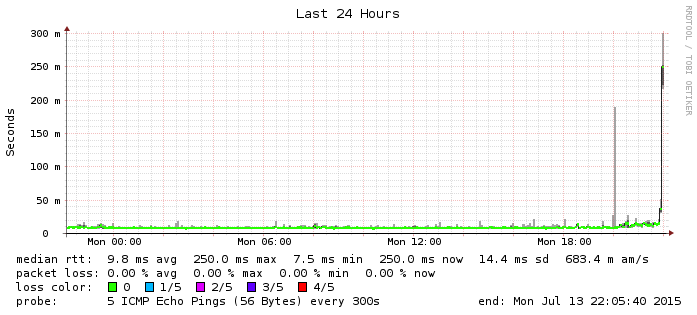 Last 24 Hours
RRDTOOL / TOBI OETIKER
Seconds
300 m
250 m
200 m
150 m
100 m
50 m
0
Mon 00:00 Mon 06:00 Mon 12:00 Mon 18:00
median rtt: 9.8 ms avg 250.0 ms max 7.5 ms min 250.0 ms now 14.4 ms sd 683.4 m am/s
packet loss: 0.00 % avg 0.00 % max 0.00 % min 0.00 % now
loss color: 0 1/5 2/5 3/5 4/5
probe: 5 ICMP Echo Pings (56 Bytes) every 300s end: Mon Jul 13 22:05:40 2015